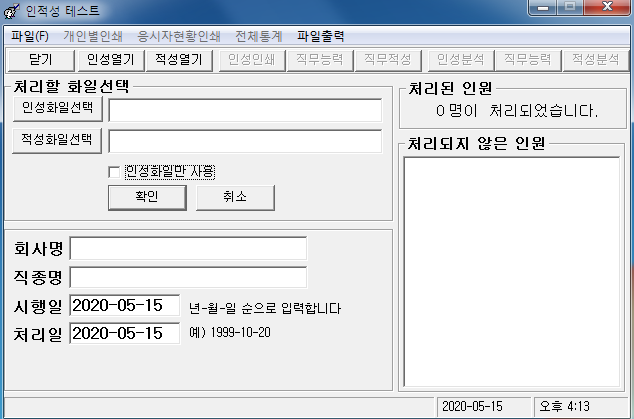 인적성 테스트
파일(F) 개인별인쇄 응시자현황인쇄 전체통계 파일출력
닫기 인성열기 적성열기 인성인쇄 직무능력 직무적성 인성분석 직무능력 적성분석
처리할 화일선택
인성화일선택
적성화일선택
인성화일만 사용
확인 취소
처리된 인원
0명이 처리되었습니다.
처리되지 않은 인원
회사명
직종명
시행일 2020-05-15 년-월-일 순으로 입력합니다
처리일 2020-05-15 예) 1999-10-20
2020-05-15 오후 4:13